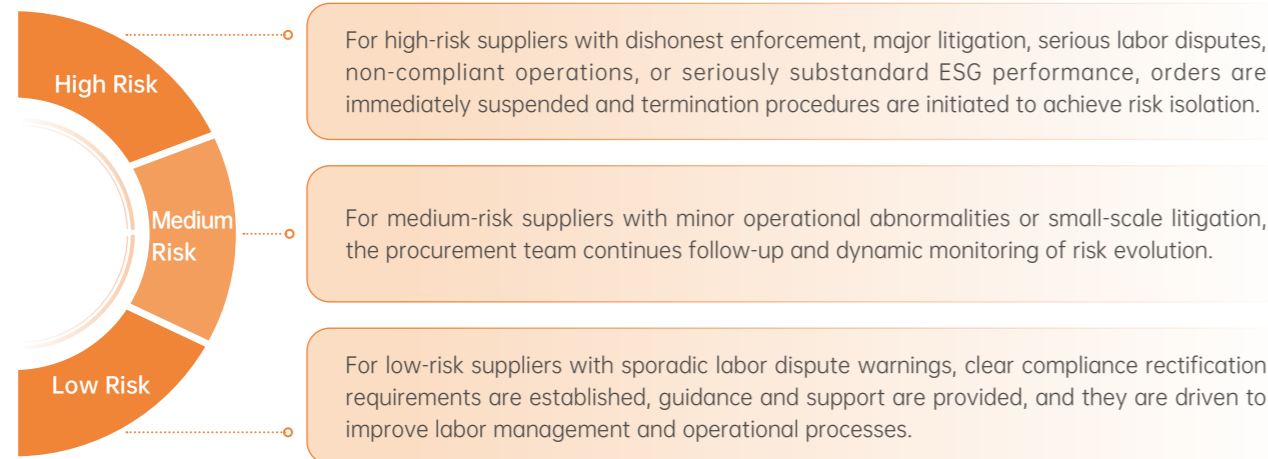 High Risk
For high-risk suppliers with dishonest enforcement, major litigation, serious labor disputes,
non-compliant operations, or seriously substandard ESG performance, orders are
immediately suspended and termination procedures are initiated to achieve risk isolation.
Medium
Risk
For medium-risk suppliers with minor operational abnormalities or small-scale litigation,
the procurement team continues follow-up and dynamic monitoring of risk evolution.
Low Risk
For low-risk suppliers with sporadic labor dispute warnings, clear compliance rectification
requirements are established, guidance and support are provided, and they are driven to
improve labor management and operational processes.